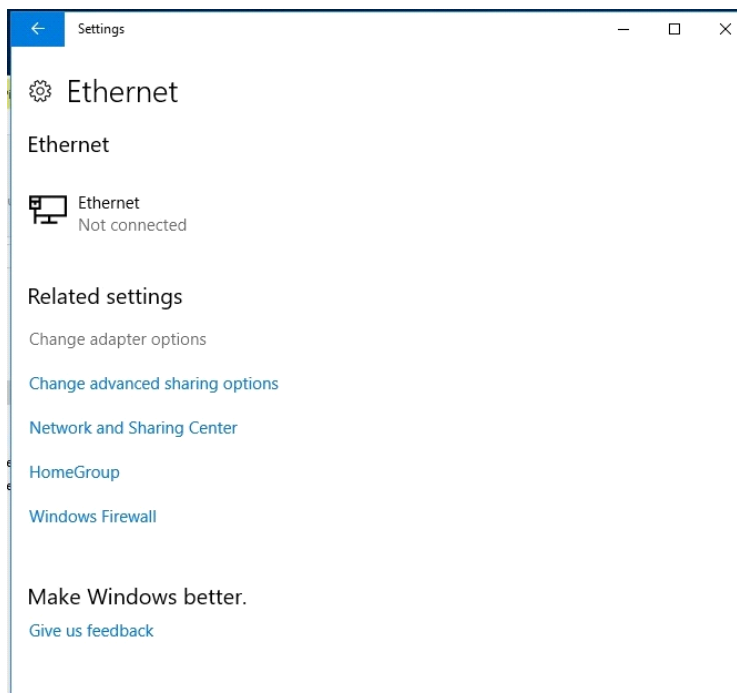 Settings
Ethernet
Ethernet
Ethernet
Not connected
Related settings
Change adapter options
Change advanced sharing options
Network and Sharing Center
HomeGroup
Windows Firewall
Make Windows better.
Give us feedback